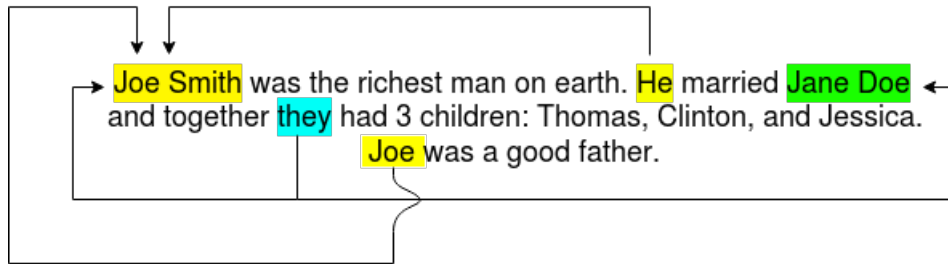 Joe Smith was the richest man on earth. He married Jane Doe
and together they had 3 children: Thomas, Clinton, and Jessica.
Joe was a good father.